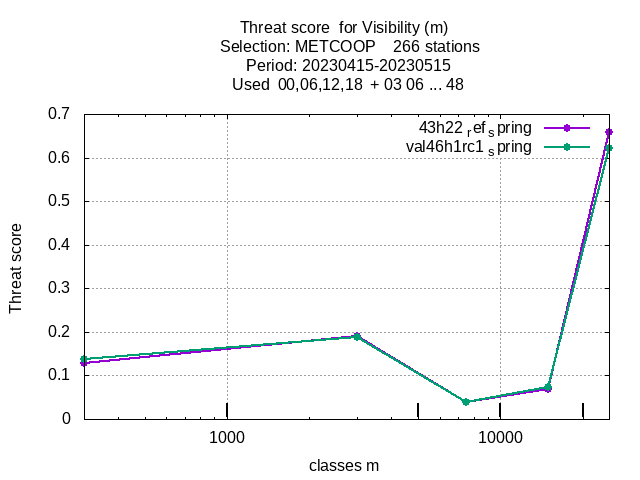 Threat score  for Visibility (m)
Selection: METCOOP    266 stations
Period: 20230415-20230515
Used  00,06,12,18  + 03 06 ... 48
43h22 ref spring
val46h1rc1 spring
0.7
0.6
0.5
0.4
0.3
0.2
0.1
0
Threat score
1000 10000
classes m